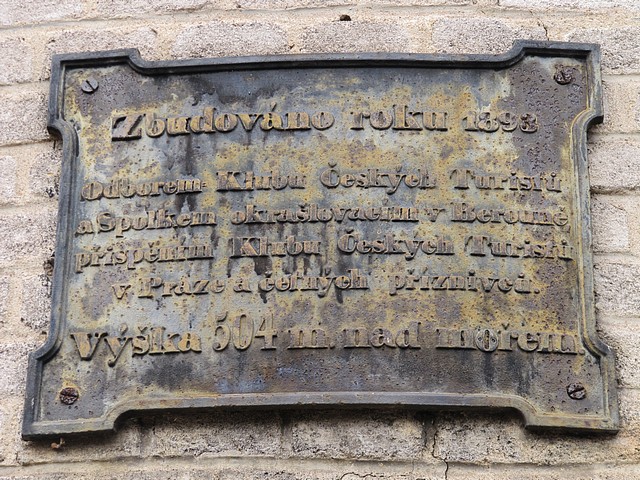 Zbudováno roku 1893
Odborem Klubu Českých Turistů
a Spolkem okrašlovacím v Berouně
přispěním Klubu Českých Turistů
v Praze a četných příznivců.
Výška 504 m. nad mořem